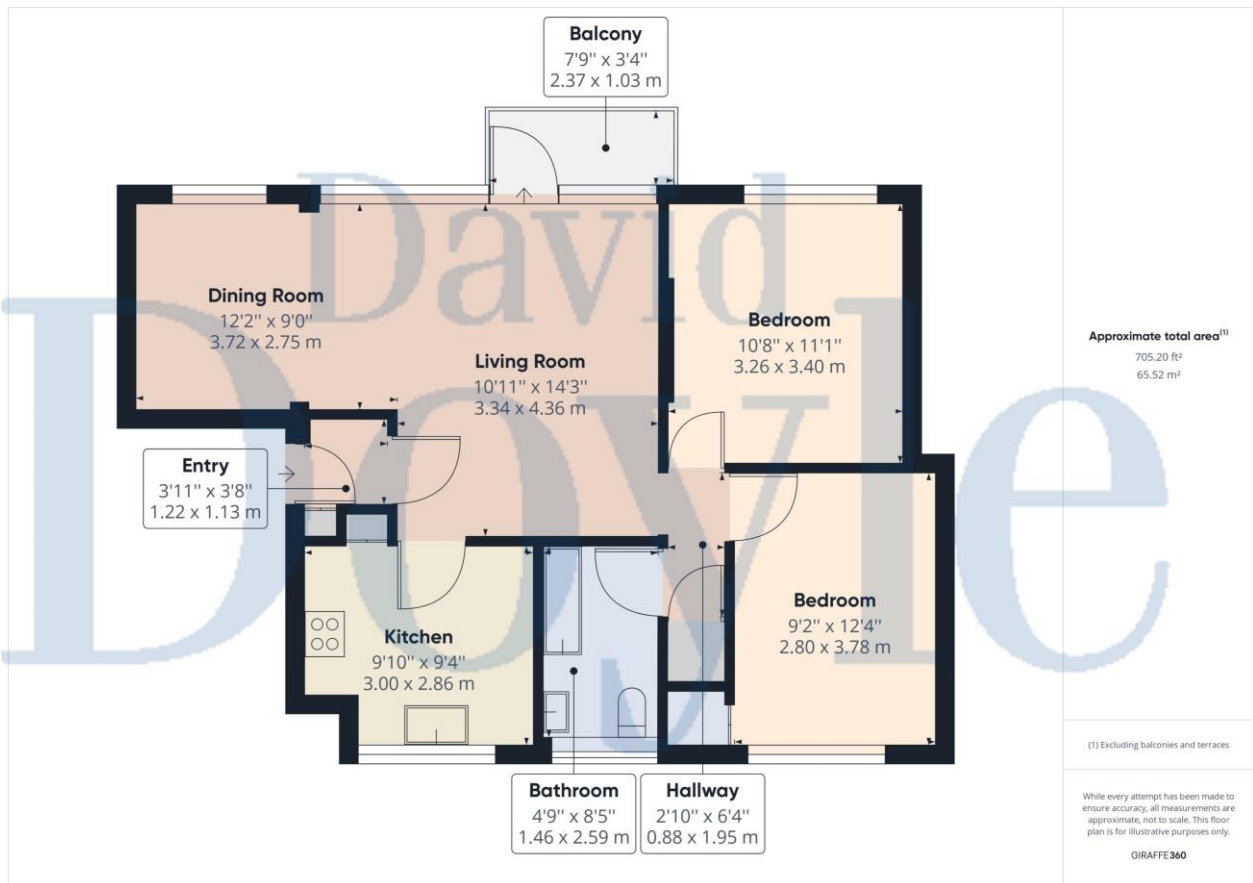 Balcony
7'9'' x 3'4''
2.37 x 1.03 m
David
Doyle
Dining Room
12'2'' x 9'0''
3.72 x 2.75 m
Living Room
10'11'' x 14'3''
3.34 x 4.36 m
Bedroom
10'8'' x 11'1''
3.26 x 3.40 m
Entry
3'11'' x 3'8''
1.22 x 1.13 m
Kitchen
9'10'' x 9'4''
3.00 x 2.86 m
Bedroom
9'2'' x 12'4''
2.80 x 3.78 m
Bathroom
4'9'' x 8'5''
1.46 x 2.59 m
Hallway
2'10'' x 6'4''
0.88 x 1.95 m
Approximate total area(1)
705.20 ft²
65.52 m²
(1) Excluding balconies and terraces
While every attempt has been made to
ensure accuracy, all measurements are
approximate, not to scale. This floor
plan is for illustrative purposes only.
GIRAFFE360